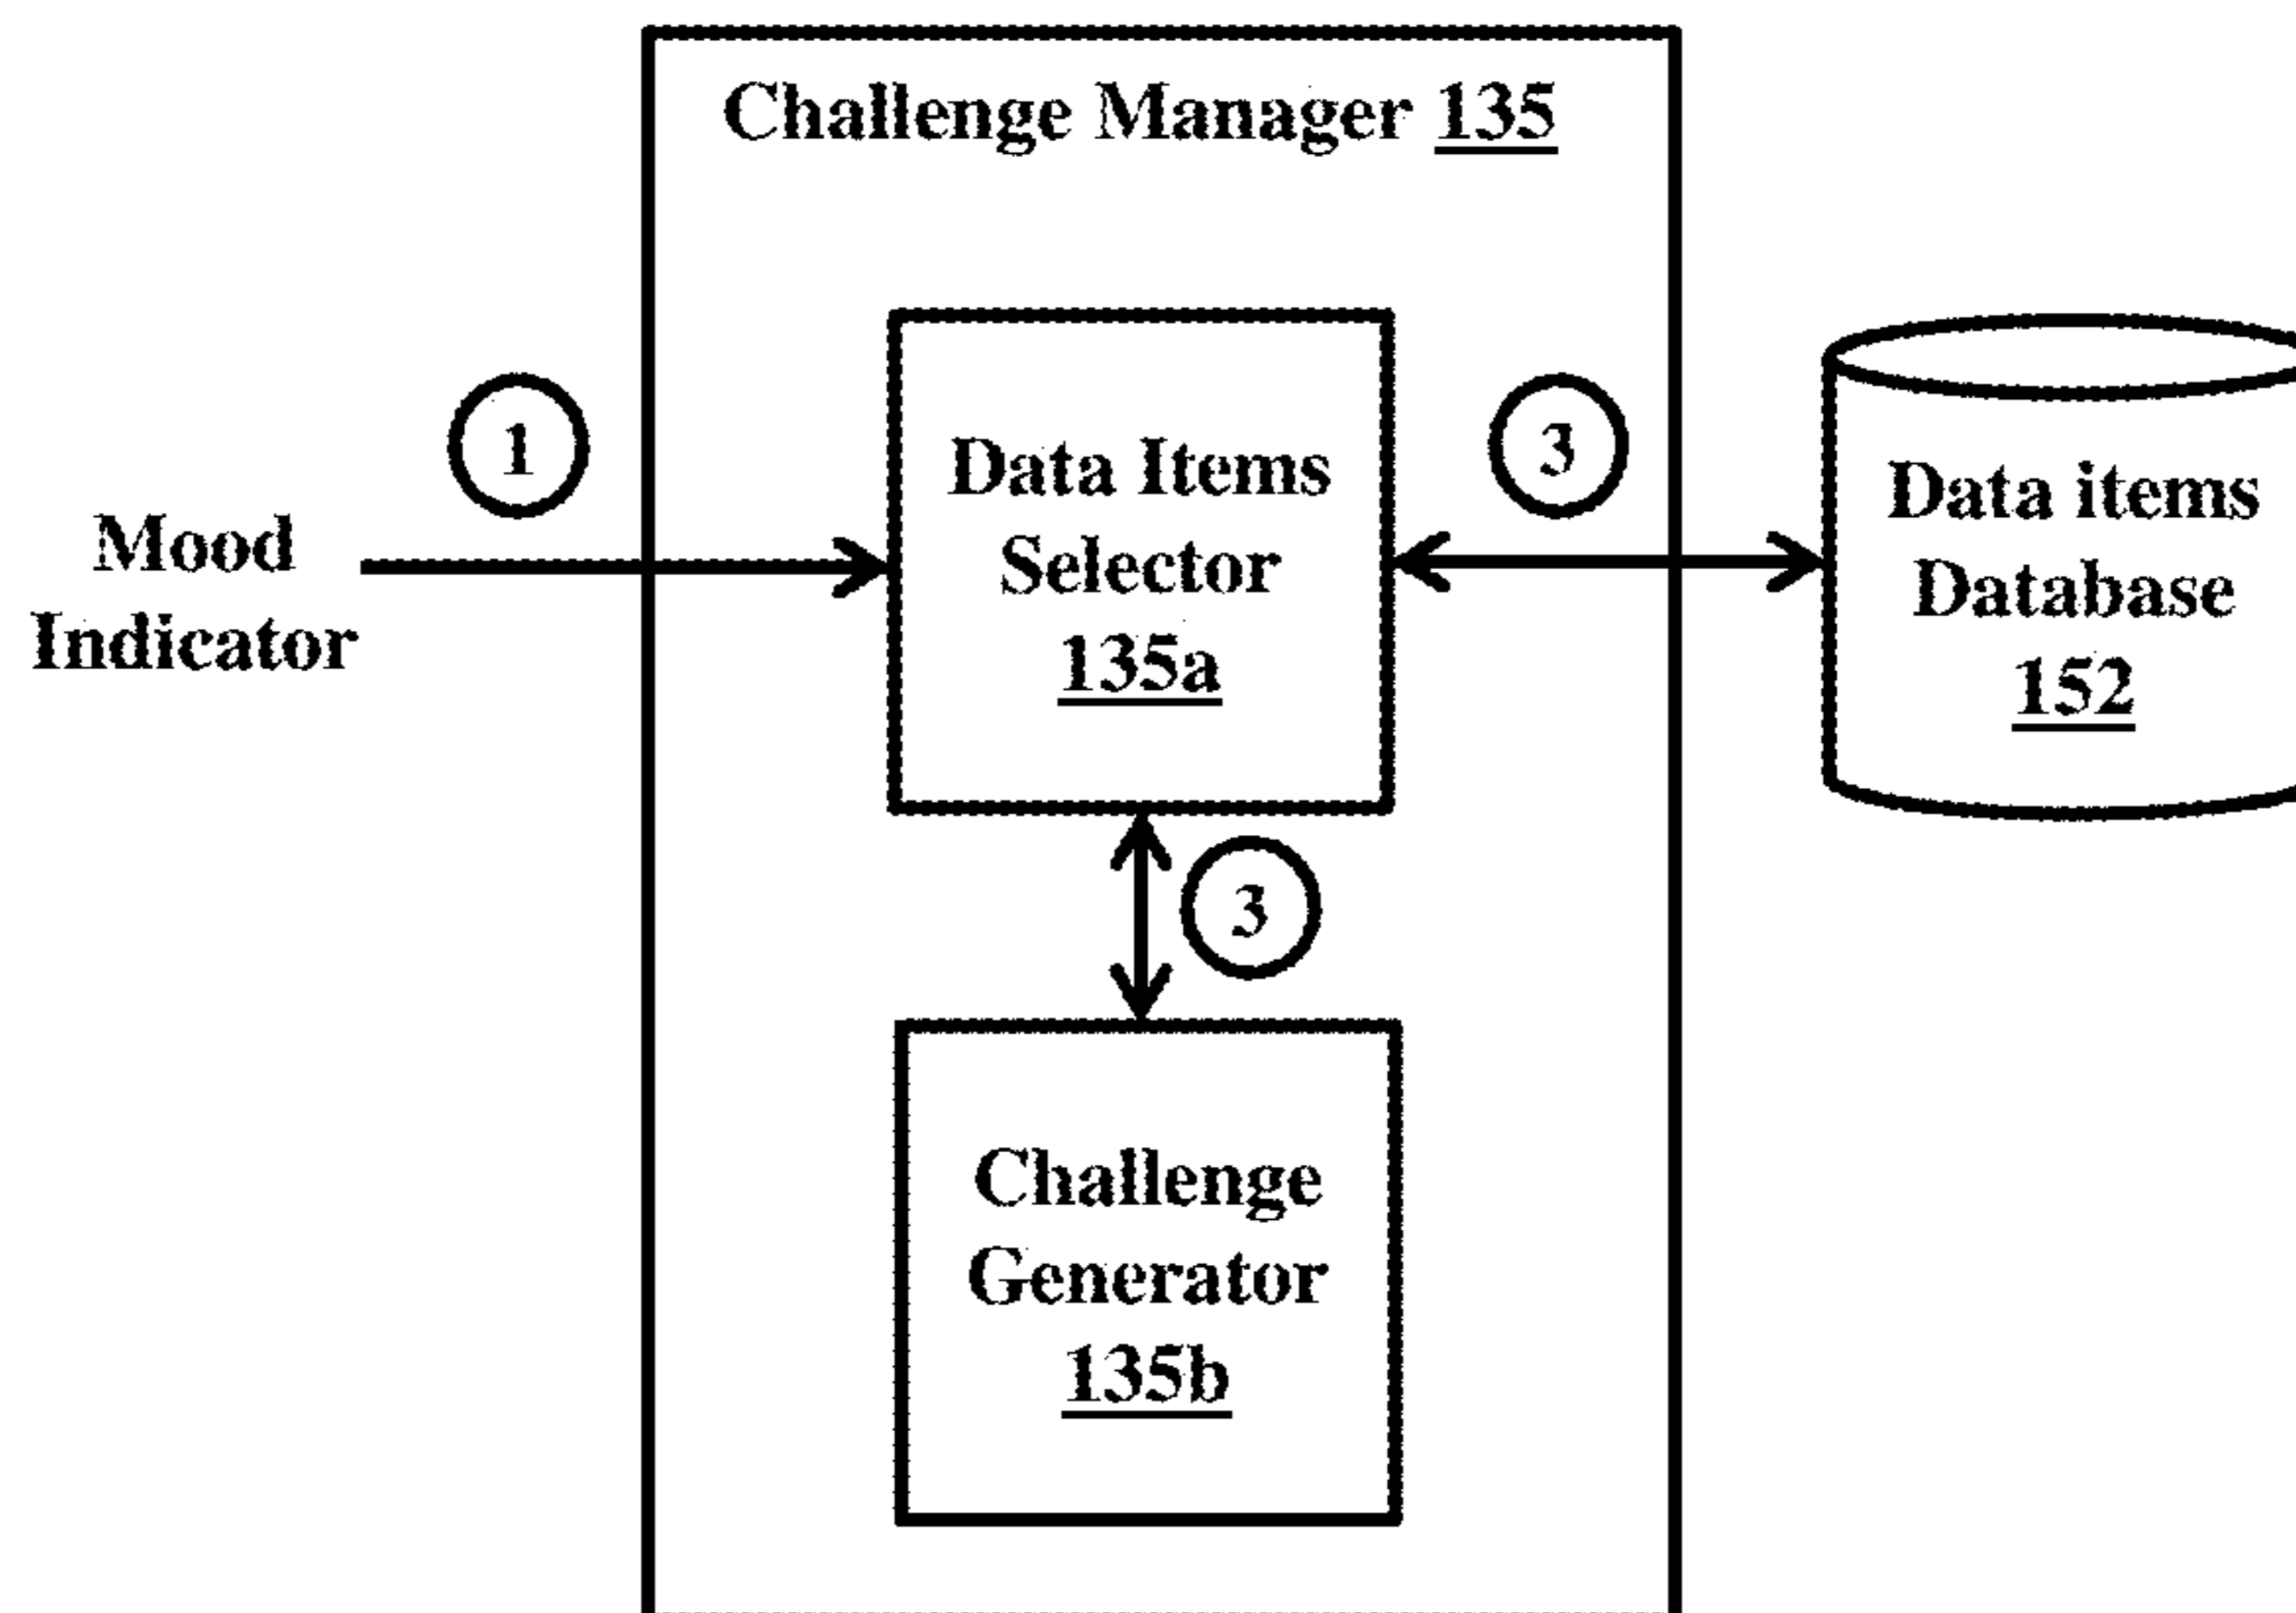 Challenge Manager 135
1
Mood
Indicator
Data Items
Selector
135a
3
Data items
Database
152
3
Challenge
Generator
135b